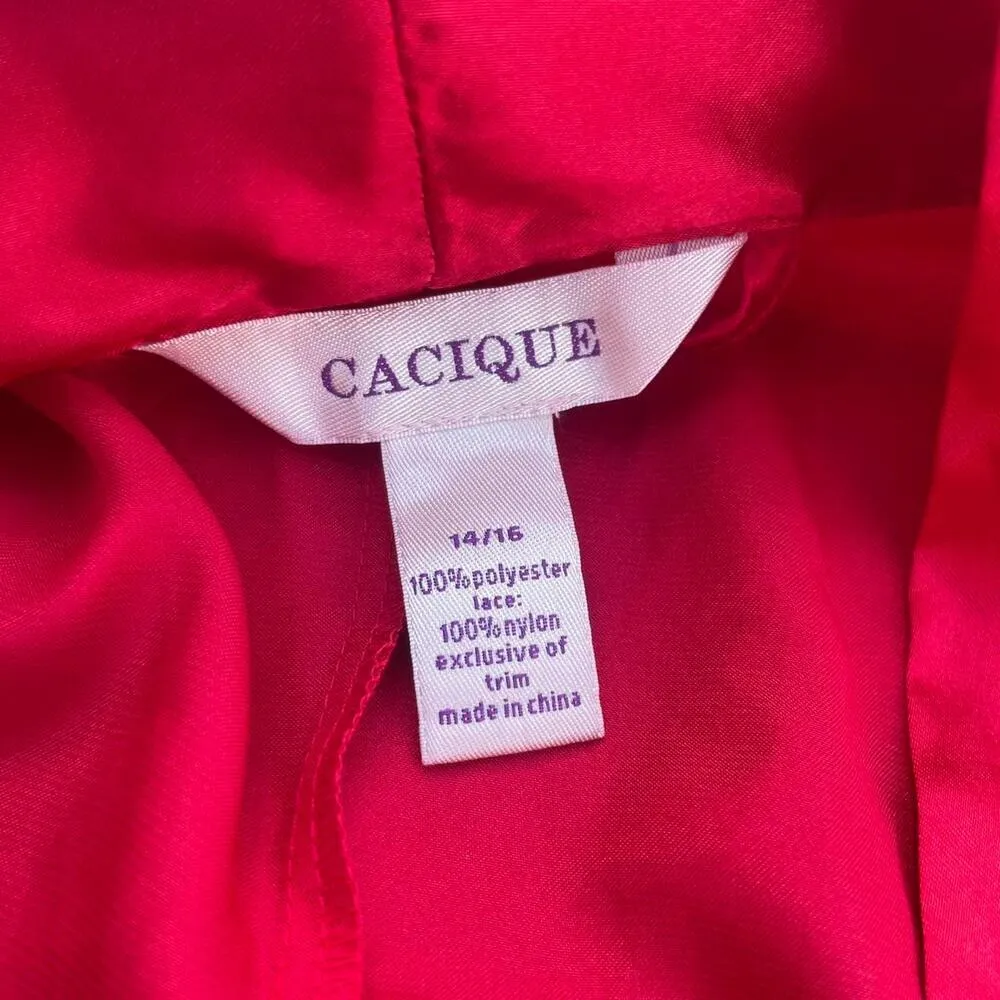 CACIQUE
14/16
100%polyester
lace:
100%nylon
exclusive of
trim
made in china